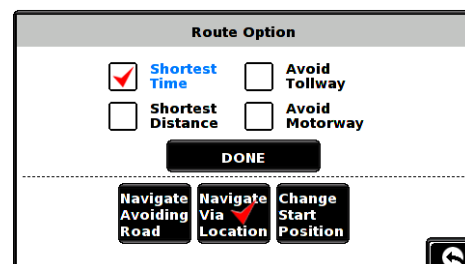 Route Option
Shortest Time
Avoid Tollway
Shortest Distance
Avoid Motorway
DONE
Navigate Avoiding Road
Navigate Via Location
Change Start Position